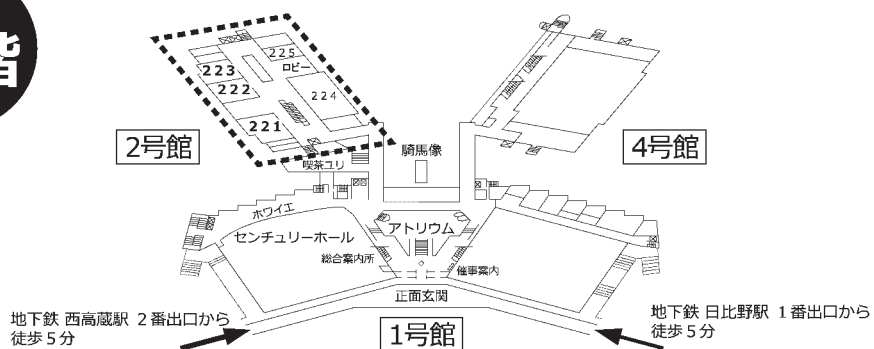 階
225
223
ロビー
222
224
221
2号館
喫茶ユリ
騎馬像
4号館
ホワイエ
センチュリーホール
アトリウム
総合案内所
催事案内
正面玄関
地下鉄 西高蔵駅 2番出口から
徒歩5分
1号館
地下鉄 日比野駅 1番出口から
徒歩5分